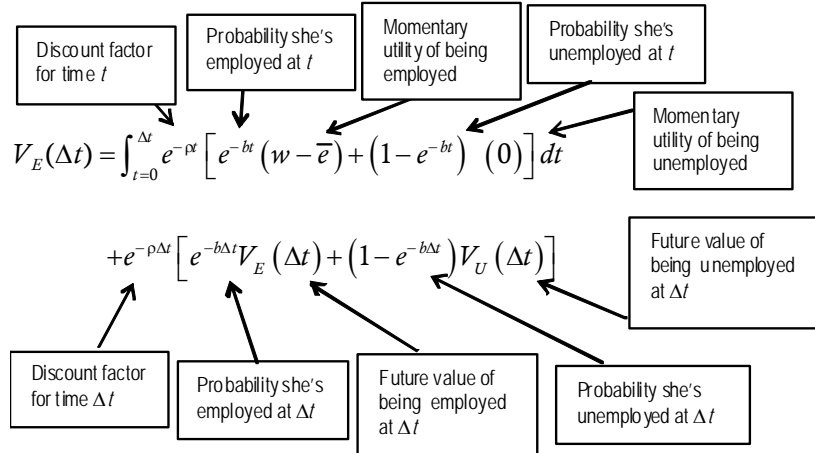 Discount factor
for time t
Probability she's
employed at t
Momentary
utility of being
employed
Probability she's
unemployed at t
Momentary
utility of being
unemployed
V_E(Δt) = ∫_{t=0}^{Δt} e^{-ρt} [e^{-bt} (w − e̅) + (1 − e^{-bt}) (0)] dt
+e^{-ρΔt} [e^{-bΔt} V_E (Δt) + (1 − e^{-bΔt}) V_U (Δt)]
Future value of
being unemployed
at Δt
Discount factor
for time Δt
Probability she's
employed at Δt
Future value of
being employed
at Δt
Probability she's
unemployed at Δt